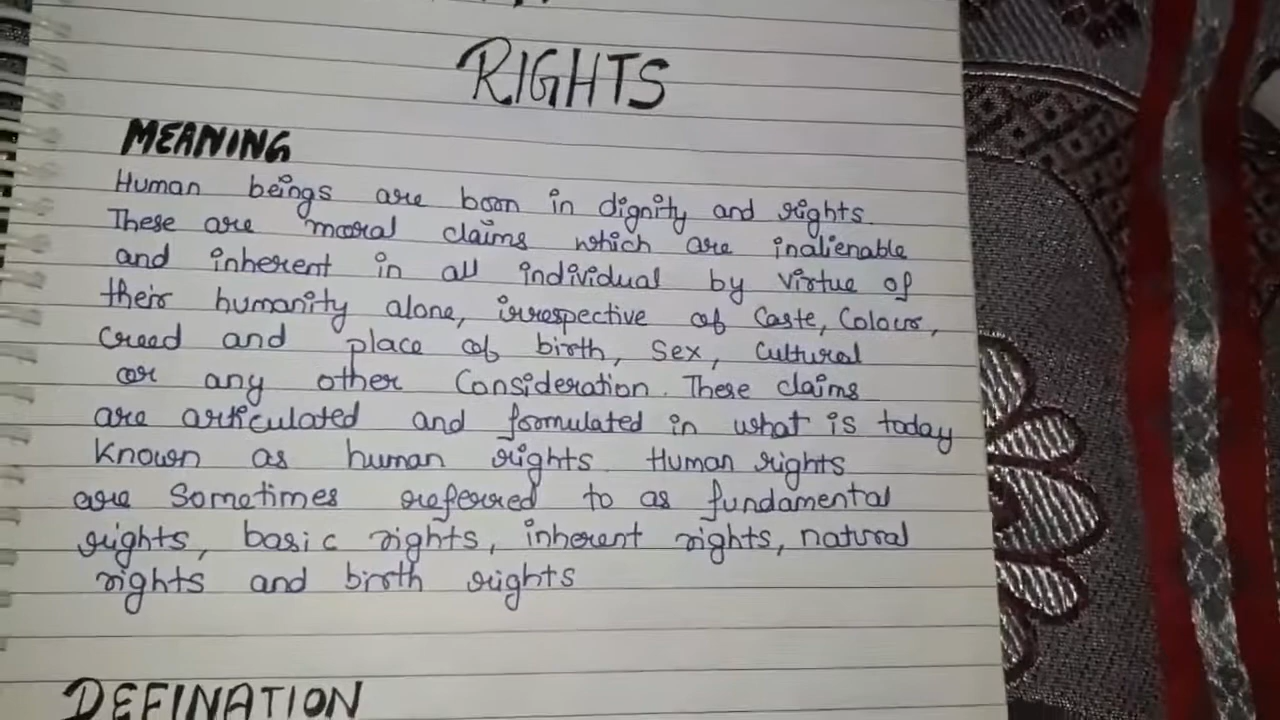 RIGHTS
MEANING
Human beings are born in dignity and rights.
These are moral claims which are inalienable
and inherent in all individual by virtue of
their humanity alone, irrespective of Caste, Colour,
Creed and place of birth, Sex, Cultural
or any other Consideration. These claims
are articulated and formulated in what is today
Known as human rights. Human rights
are Sometimes referred to as fundamental
rights, basic rights, inherent rights, natural
rights and birth rights
DEFINATION